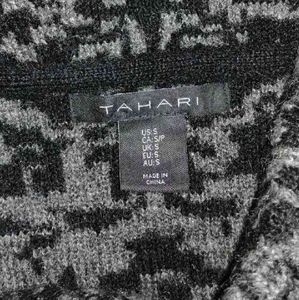 TAHARI
US:S
CA:S/P
UK:S
EU:S
AU:S
MADE IN
CHINA